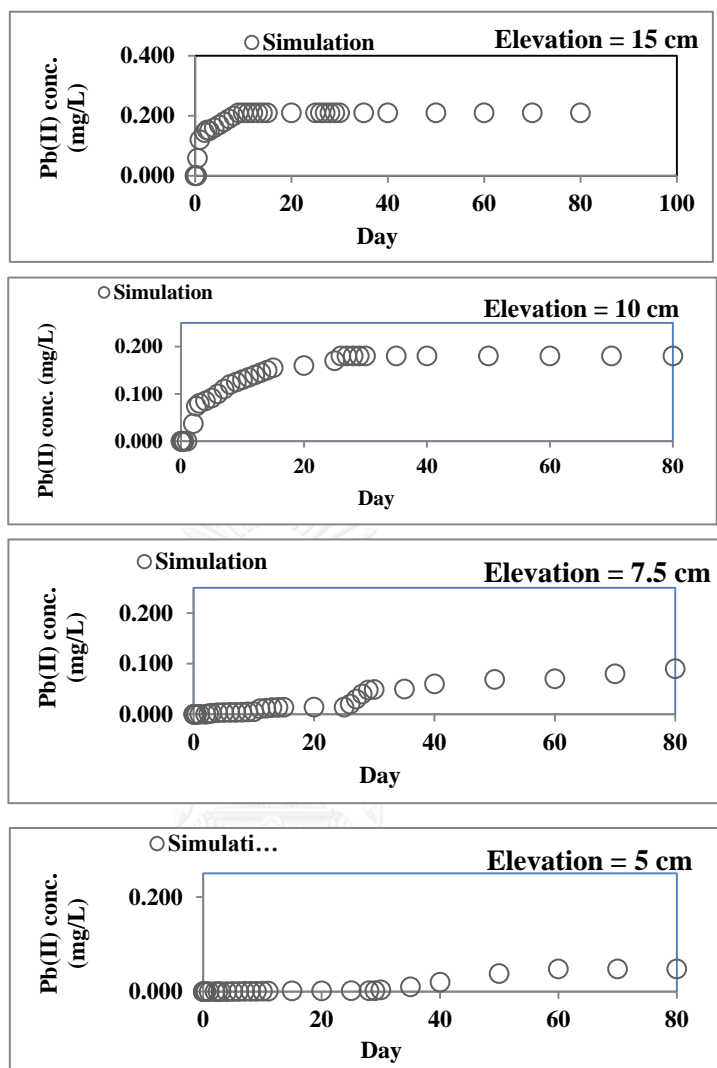 Simulation
Elevation = 15 cm
Pb(II) conc.
(mg/L)
0.400
0.200
0.000
0 20 40 60 80 100
Day
Simulation
Elevation = 10 cm
Pb(II) conc. (mg/L)
0.200
0.100
0.000
0 20 40 60 80
Day
Simulation
Elevation = 7.5 cm
Pb(II) conc.
(mg/L)
0.200
0.100
0.000
0 20 40 60 80
Day
Simulati…
Elevation = 5 cm
Pb(II) conc.
(mg/L)
0.200
0.000
0 20 40 60 80
Day